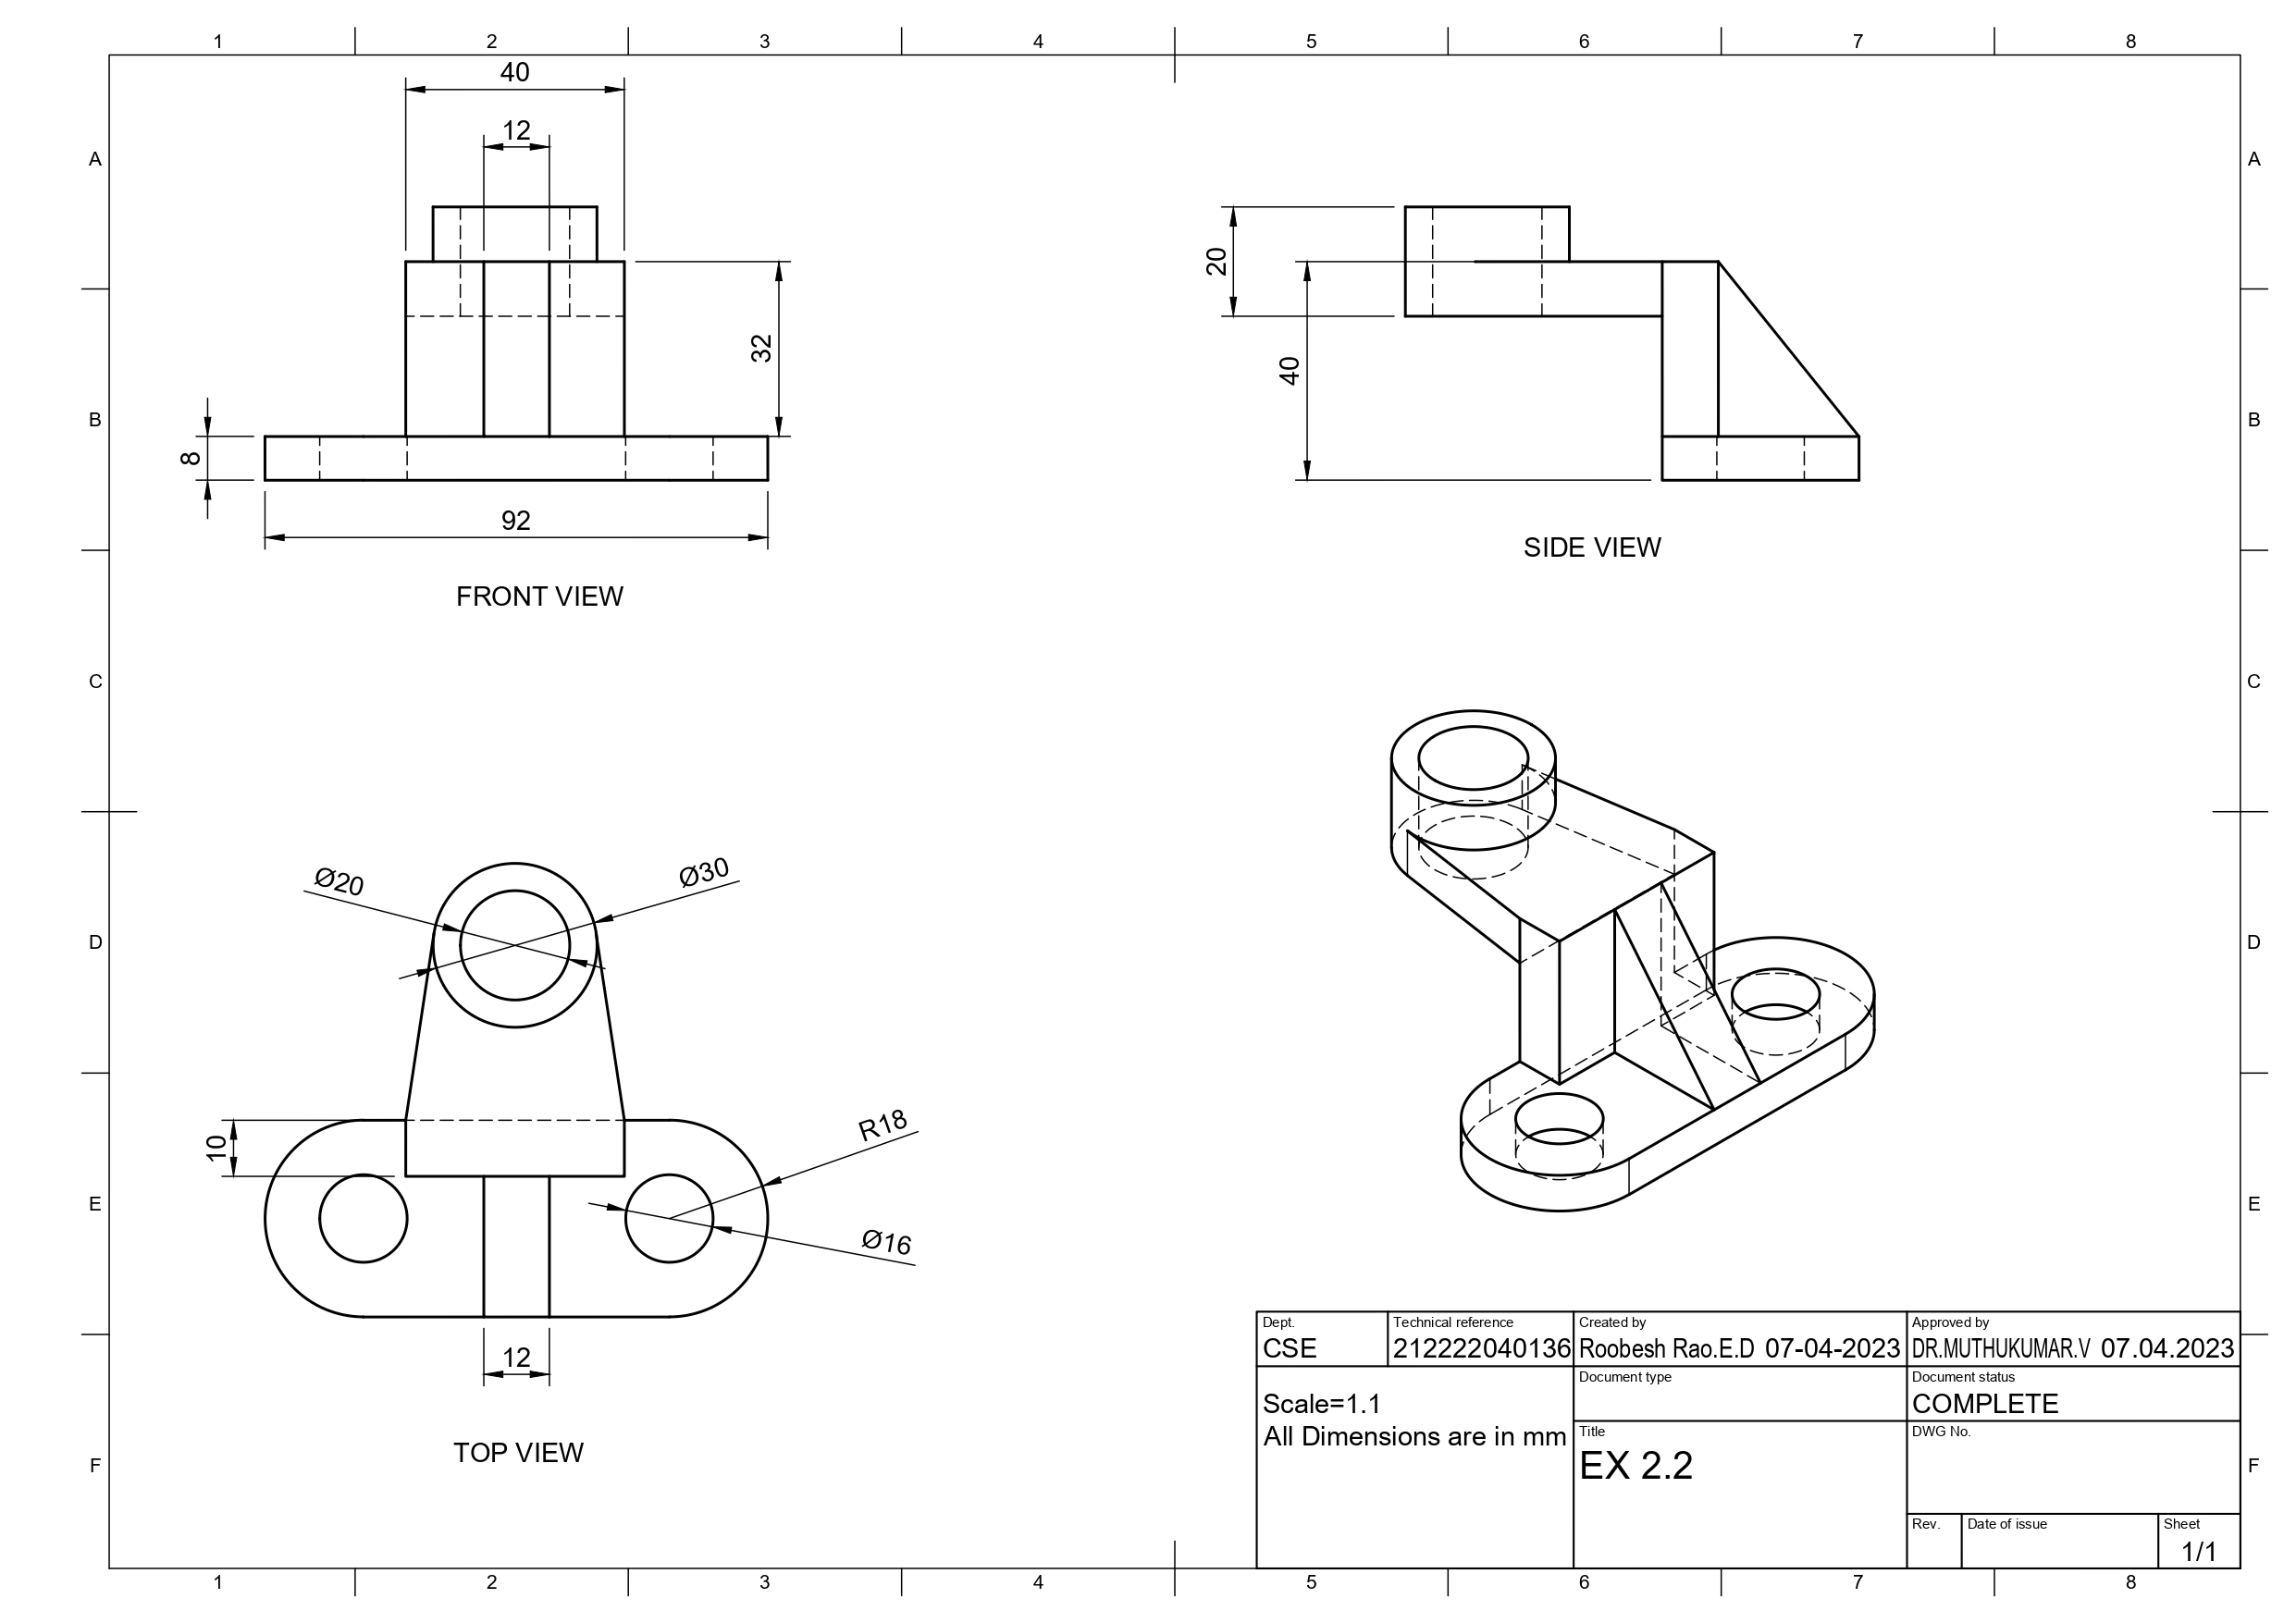 1 2 3 4 5 6 7 8
A A
B B
C C
D D
E E
F F
40
12
32
8
92
FRONT VIEW
20
40
SIDE VIEW
Ø20
Ø30
10
R18
Ø16
12
TOP VIEW
Dept. Technical reference Created by Approved by
CSE 212222040136 Roobesh Rao.E.D 07-04-2023 DR.MUTHUKUMAR.V 07.04.2023
Document type Document status
Scale=1.1 COMPLETE
All Dimensions are in mm
Title DWG No.
EX 2.2
Rev. Date of issue Sheet
1/1
1 2 3 4 5 6 7 8